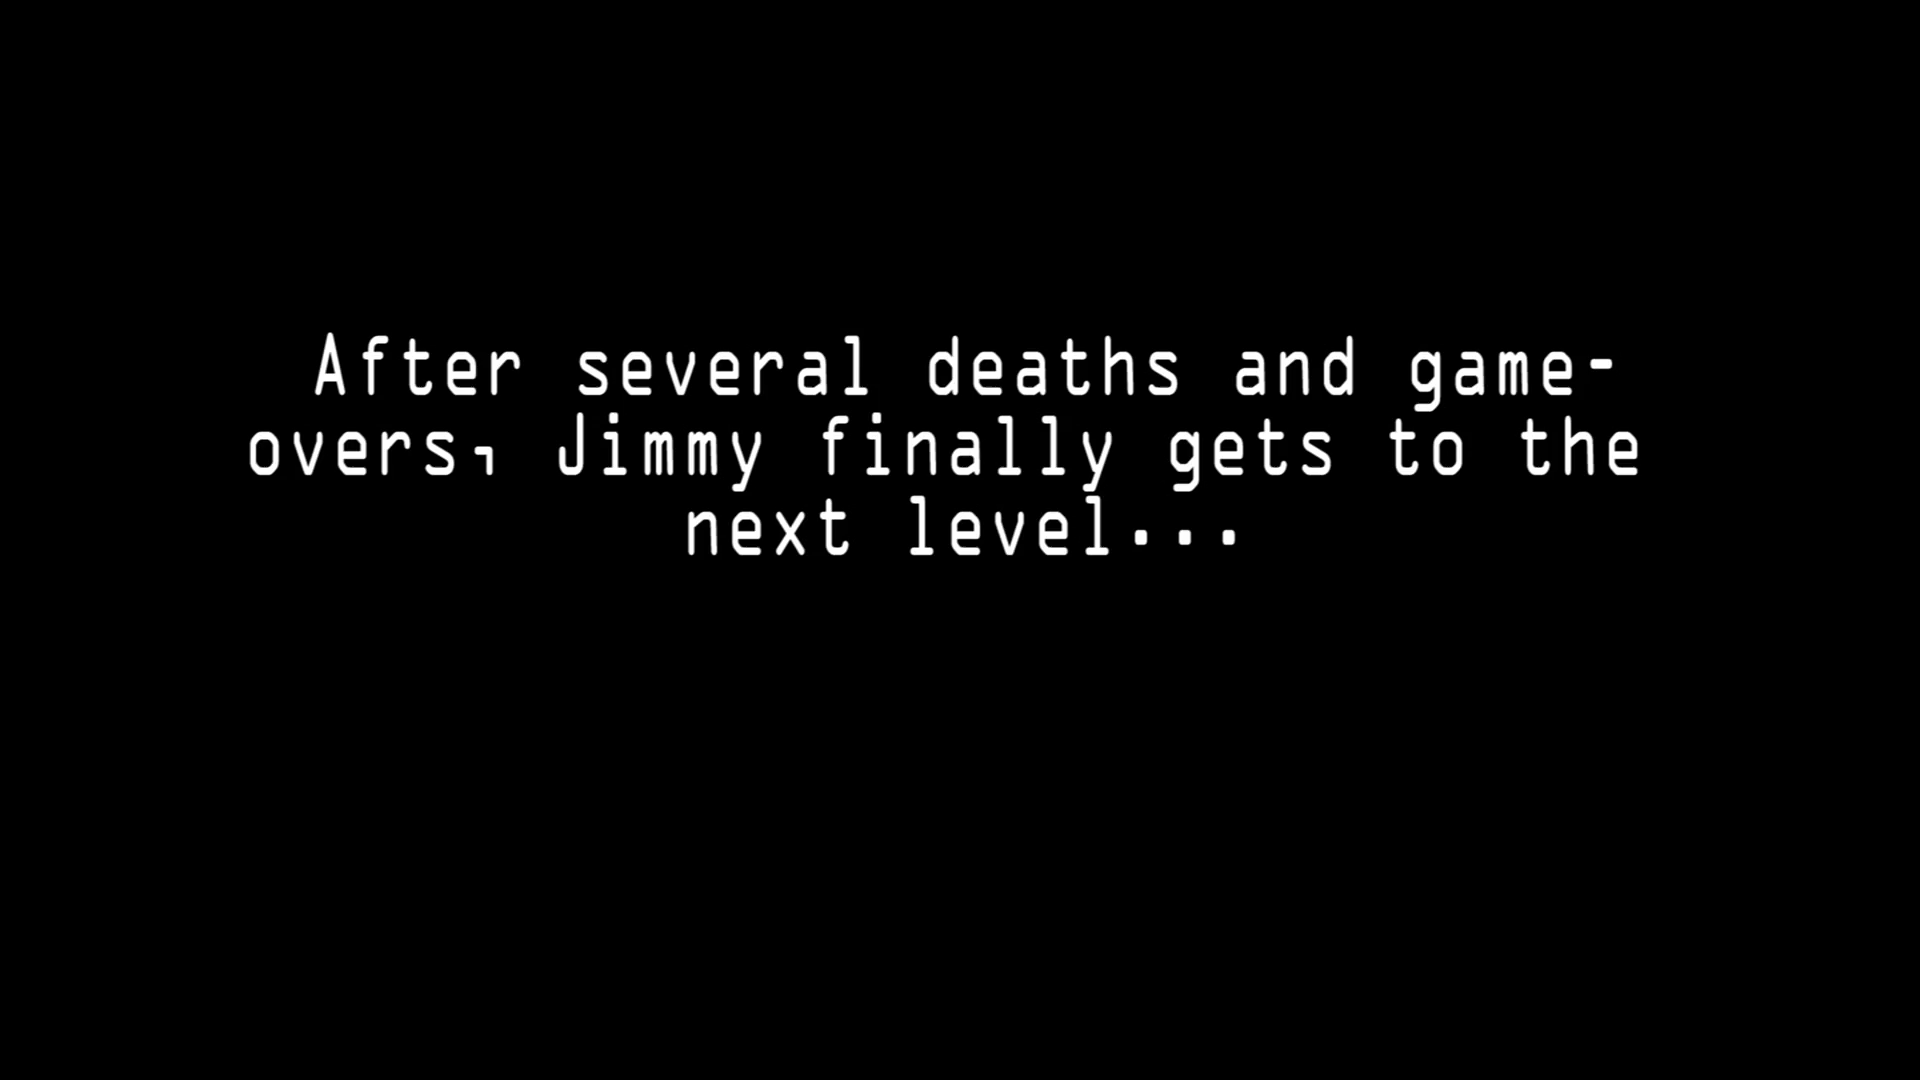 After several deaths and game-
overs, Jimmy finally gets to the
next level...